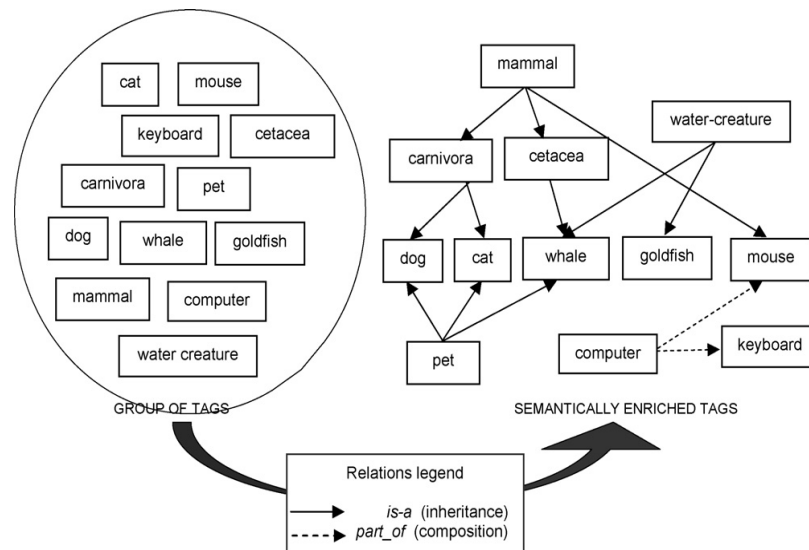 cat
mouse
keyboard
cetacea
carnivora
pet
dog
whale
goldfish
mammal
computer
water creature
GROUP OF TAGS
mammal
water-creature
carnivora
cetacea
dog
cat
whale
goldfish
mouse
pet
computer
keyboard
SEMANTICALLY ENRICHED TAGS
Relations legend
is-a (inheritance)
part_of (composition)